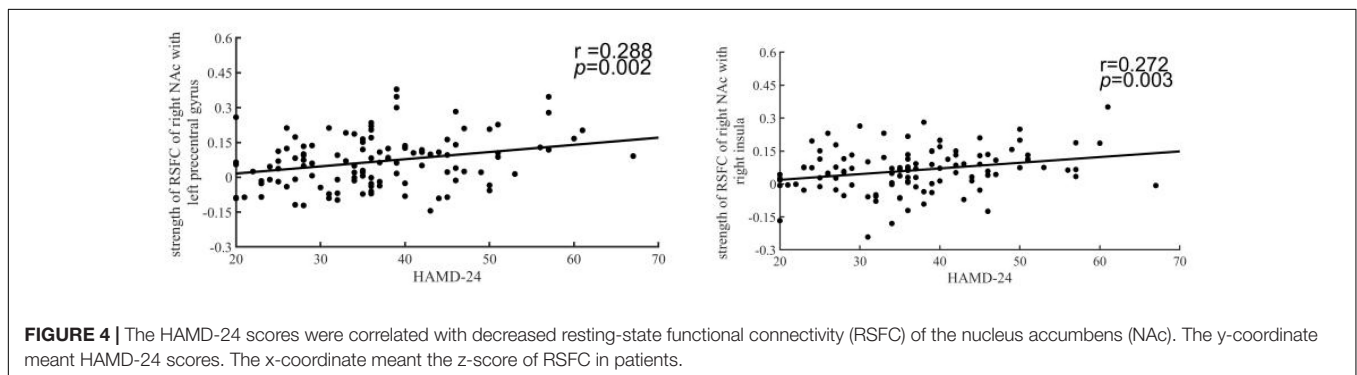 strength of RSFC of right NAc with
left precentral gyrus
0.6
0.45
0.3
0.15
0
-0.15
-0.3
r =0.288
p=0.002
20
30
40
50
60
70
HAMD-24
strength of RSFC of right NAc with
right insula
0.6
0.45
0.3
0.15
0
-0.15
-0.3
r=0.272
p=0.003
20
30
40
50
60
70
HAMD-24
FIGURE 4 | The HAMD-24 scores were correlated with decreased resting-state functional connectivity (RSFC) of the nucleus accumbens (NAc). The y-coordinate
meant HAMD-24 scores. The x-coordinate meant the z-score of RSFC in patients.